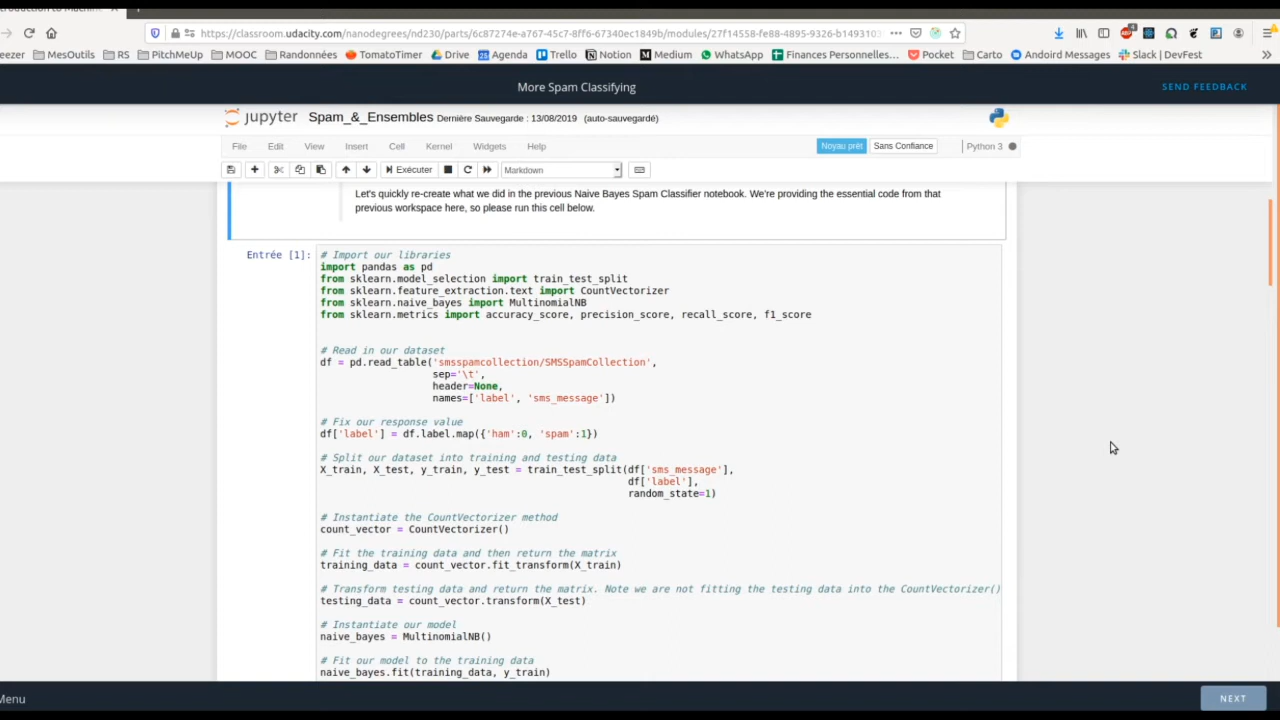 https://classroom.udacity.com/nanodegrees/nd230/parts/
MesOutils RS PitchMeUp MOOC Randonnées TomatoTimer Drive Agenda Trello Notion Medium WhatsApp Finances Personnelles… Pocket Carto Andoird Messages Slack | DevFest
More Spam Classifying
SEND FEEDBACK
jupyter Spam_&_Ensembles Dernière Sauvegarde : 13/08/2019 (auto-sauvegardé)
File Edit View Insert Cell Kernel Widgets Help Noyau prêt Sans Confiance Python 3
Exécuter Markdown
Let's quickly re-create what we did in the previous Naive Bayes Spam Classifier notebook. We're providing the essential code from that
previous workspace here, so please run this cell below.
Entrée [1]:
# Import our libraries
import pandas as pd
from sklearn.model_selection import train_test_split
from sklearn.feature_extraction.text import CountVectorizer
from sklearn.naive_bayes import MultinomialNB
from sklearn.metrics import accuracy_score, precision_score, recall_score, f1_score
# Read in our dataset
df = pd.read_table('smsspamcollection/SMSSpamCollection',
sep='\t',
header=None,
names=['label', 'sms_message'])
# Fix our response value
df['label'] = df.label.map({'ham':0, 'spam':1})
# Split our dataset into training and testing data
X_train, X_test, y_train, y_test = train_test_split(df['sms_message'],
df['label'],
random_state=1)
# Instantiate the CountVectorizer method
count_vector = CountVectorizer()
# Fit the training data and then return the matrix
training_data = count_vector.fit_transform(X_train)
# Transform testing data and return the matrix. Note we are not fitting the testing data into the CountVectorizer()
testing_data = count_vector.transform(X_test)
# Instantiate our model
naive_bayes = MultinomialNB()
# Fit our model to the training data
naive_bayes.fit(training_data, y_train)
Menu
NEXT